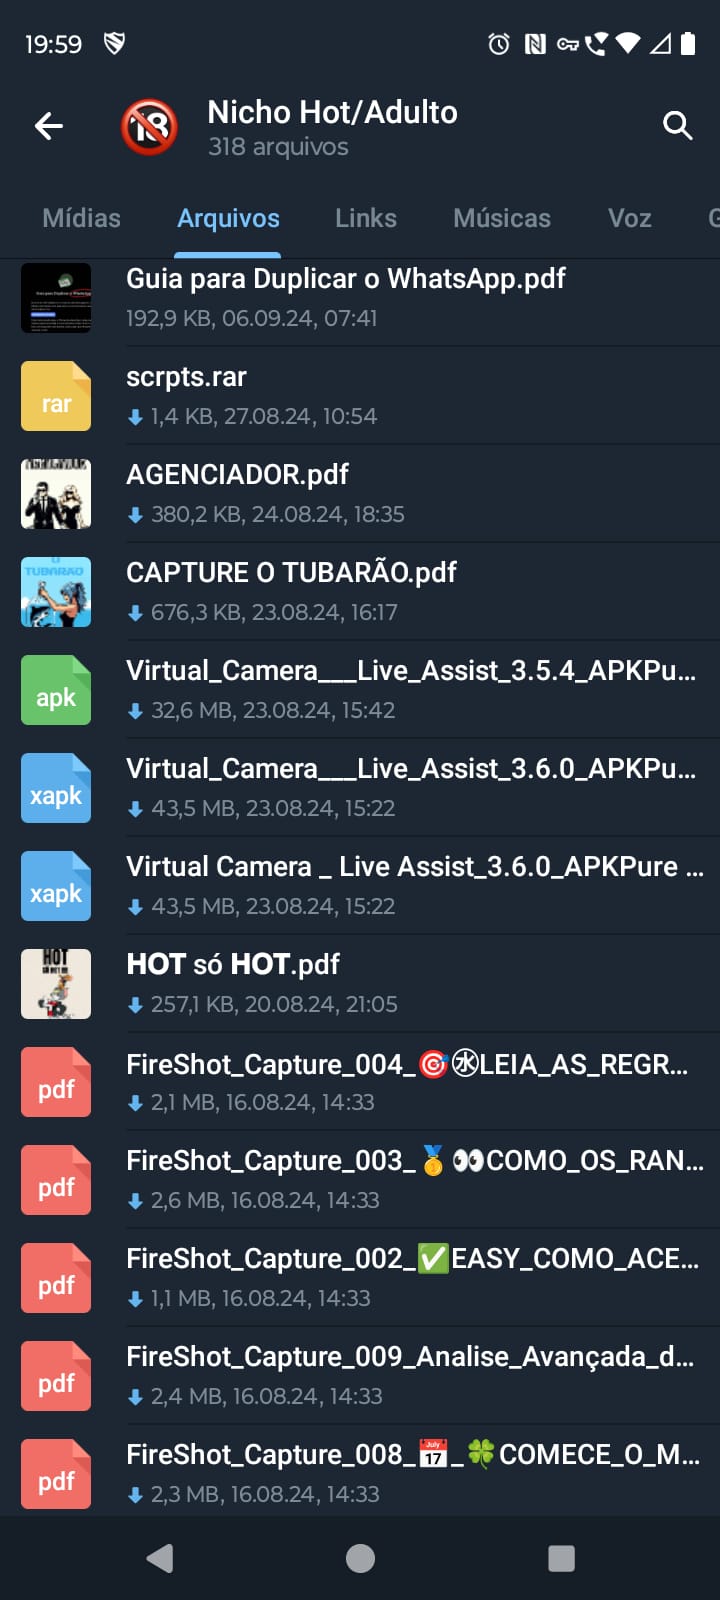 19:59
Nicho Hot/Adulto
318 arquivos
Mídias Arquivos Links Músicas Voz G
Guia para Duplicar o WhatsApp.pdf
192,9 KB, 06.09.24, 07:41
rar
scrpts.rar
1,4 KB, 27.08.24, 10:54
AGENCIADOR.pdf
380,2 KB, 24.08.24, 18:35
TUBARÃO
CAPTURE O TUBARÃO.pdf
676,3 KB, 23.08.24, 16:17
apk
Virtual_Camera___Live_Assist_3.5.4_APKPu...
32,6 MB, 23.08.24, 15:42
xapk
Virtual_Camera___Live_Assist_3.6.0_APKPu...
43,5 MB, 23.08.24, 15:22
xapk
Virtual Camera _ Live Assist_3.6.0_APKPure ...
43,5 MB, 23.08.24, 15:22
HOT
HOT só HOT.pdf
257,1 KB, 20.08.24, 21:05
pdf
FireShot_Capture_004_🎯㊌LEIA_AS_REGR...
2,1 MB, 16.08.24, 14:33
pdf
FireShot_Capture_003_🥇👀COMO_OS_RAN...
2,6 MB, 16.08.24, 14:33
pdf
FireShot_Capture_002_✅EASY_COMO_ACE...
1,1 MB, 16.08.24, 14:33
pdf
FireShot_Capture_009_Analise_Avançada_d...
2,4 MB, 16.08.24, 14:33
pdf
FireShot_Capture_008_📅_🍀COMECE_O_M...
2,3 MB, 16.08.24, 14:33